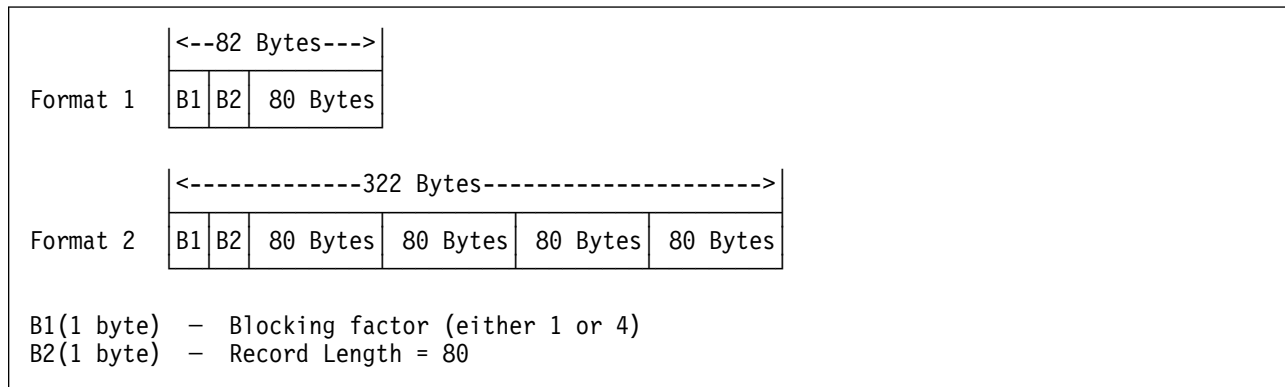 <--82 Bytes--->
Format 1 B1 B2 80 Bytes
<-------------322 Bytes--------------------->
Format 2 B1 B2 80 Bytes 80 Bytes 80 Bytes 80 Bytes
B1(1 byte) — Blocking factor (either 1 or 4)
B2(1 byte) — Record Length = 80